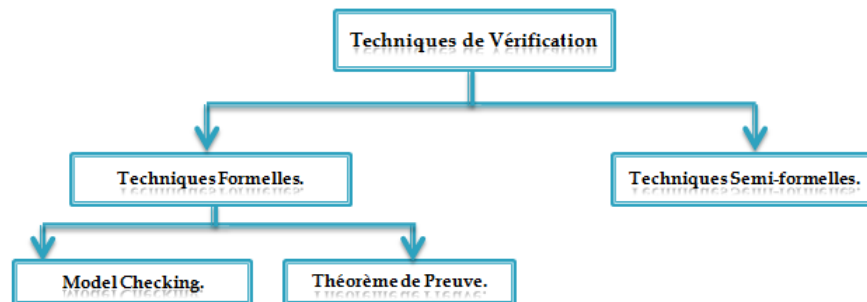 Techniques de Vérification
Techniques Formelles.
Techniques Semi-formelles.
Model Checking.
Théorème de Preuve.